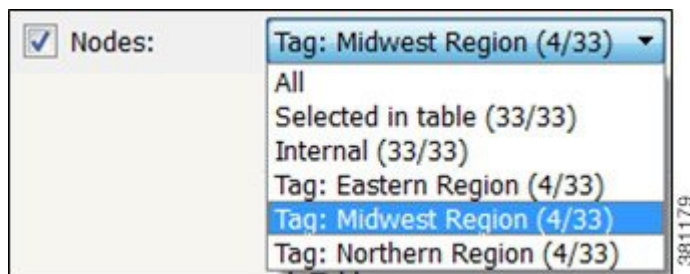 Nodes: Tag: Midwest Region (4/33)
All
Selected in table (33/33)
Internal (33/33)
Tag: Eastern Region (4/33)
Tag: Midwest Region (4/33)
Tag: Northern Region (4/33)
381179